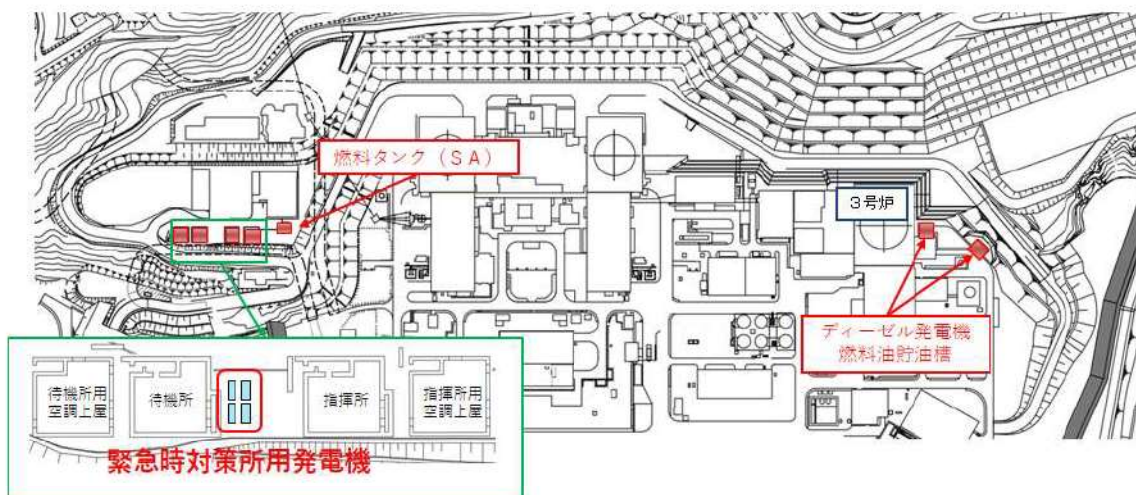 燃料タンク（ＳＡ）
３号炉
ディーゼル発電機
燃料油貯油槽
待機所用
空調上屋
待機所
指揮所
指揮所用
空調上屋
緊急時対策所用発電機